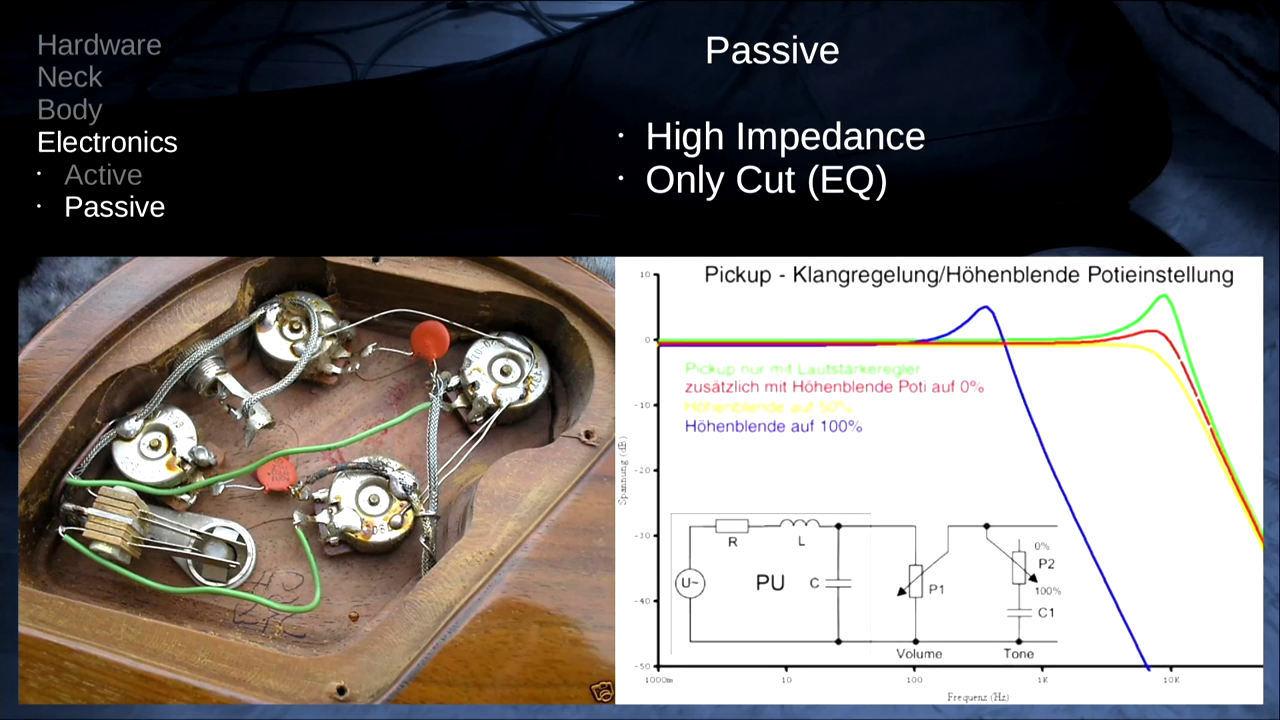 Hardware
Neck
Body
Electronics
· Active
· Passive
Passive
· High Impedance
· Only Cut (EQ)
Pickup - Klangregelung/Höhenblende Potieinstellung
10
0
-10
-20
-30
-40
-50
Spannung (dB)
Pickup nur mit Lautstärkeregler
zusätzlich mit Höhenblende Poti auf 0%
Höhenblende auf 50%
Höhenblende auf 100%
R
L
U~
PU
C
P1
0%
P2
100%
C1
Volume
Tone
1000m
10
100
1K
10K
Frequenz (Hz)